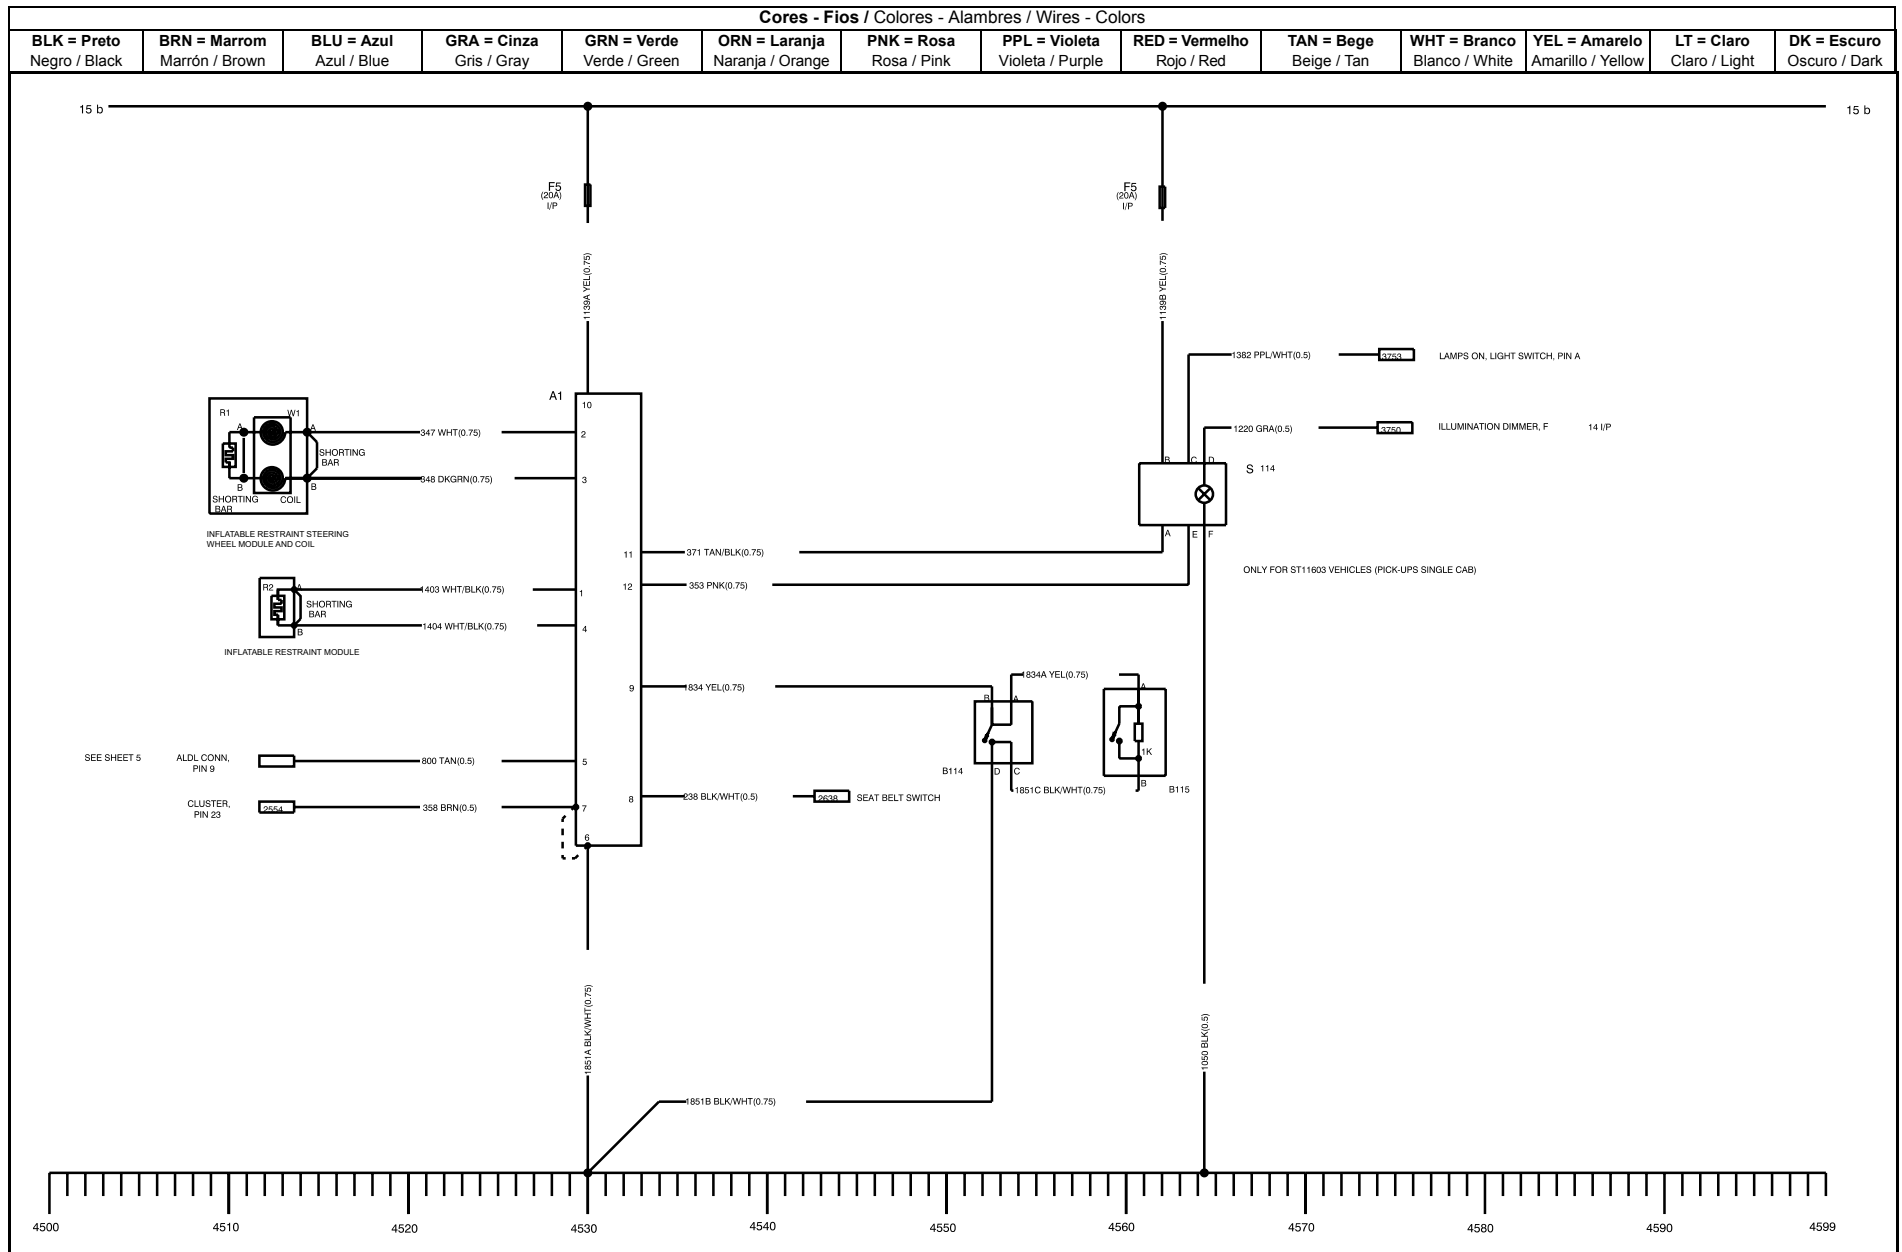 Cores - Fios / Colores - Alambres / Wires - Colors
BLK = Preto
Negro / Black
BRN = Marrom
Marrón / Brown
BLU = Azul
Azul / Blue
GRA = Cinza
Gris / Gray
GRN = Verde
Verde / Green
ORN = Laranja
Naranja / Orange
PNK = Rosa
Rosa / Pink
PPL = Violeta
Violeta / Purple
RED = Vermelho
Rojo / Red
TAN = Bege
Beige / Tan
WHT = Branco
Blanco / White
YEL = Amarelo
Amarillo / Yellow
LT = Claro
Claro / Light
DK = Escuro
Oscuro / Dark
15 b
15 b
F5
(20A)
I/P
F5
(20A)
I/P
1139A YEL(0.75)
1139B YEL(0.75)
1382 PPL/WHT(0.5)
3753
LAMPS ON, LIGHT SWITCH, PIN A
1220 GRA(0.5)
3750
ILLUMINATION DIMMER, F
14 I/P
A1
10
R1
W1
A
A
347 WHT(0.75)
2
SHORTING
BAR
348 DKGRN(0.75)
3
B
B
SHORTING
BAR
COIL
INFLATABLE RESTRAINT STEERING
WHEEL MODULE AND COIL
B
C
D
S 114
A
E
F
11
371 TAN/BLK(0.75)
12
353 PNK(0.75)
ONLY FOR ST11603 VEHICLES (PICK-UPS SINGLE CAB)
R2
A
1403 WHT/BLK(0.75)
1
SHORTING
BAR
B
1404 WHT/BLK(0.75)
4
INFLATABLE RESTRAINT MODULE
9
1834 YEL(0.75)
1834A YEL(0.75)
B
A
A
1K
B114
D
C
1851C BLK/WHT(0.75)
B
B115
SEE SHEET 5
ALDL CONN,
PIN 9
800 TAN(0.5)
5
8
238 BLK/WHT(0.5)
2638
SEAT BELT SWITCH
CLUSTER,
PIN 23
2554
358 BRN(0.5)
7
6
1851A BLK/WHT(0.75)
1050 BLK(0.5)
1851B BLK/WHT(0.75)
4500
4510
4520
4530
4540
4550
4560
4570
4580
4590
4599